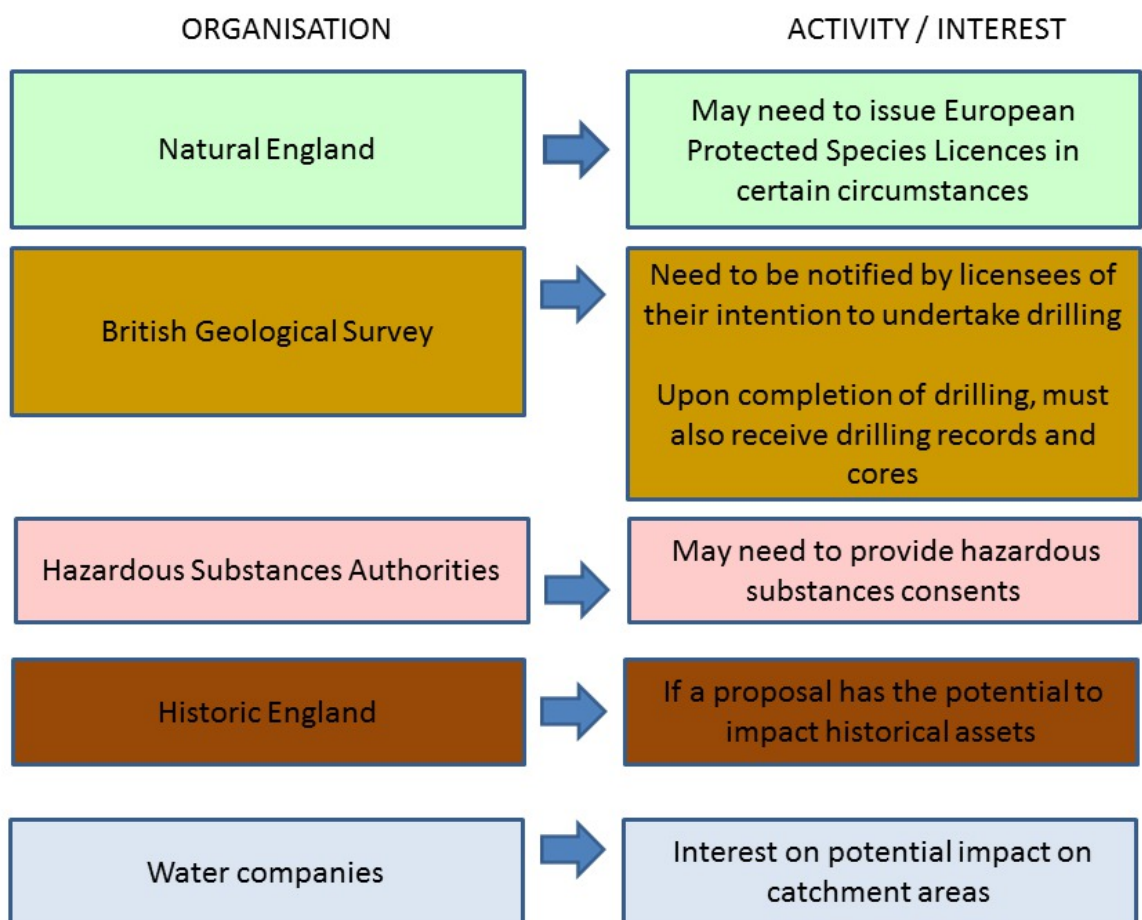 ORGANISATION
ACTIVITY / INTEREST
Natural England
May need to issue European
Protected Species Licences in
certain circumstances
British Geological Survey
Need to be notified by licensees of
their intention to undertake drilling
Upon completion of drilling, must
also receive drilling records and
cores
Hazardous Substances Authorities
May need to provide hazardous
substances consents
Historic England
If a proposal has the potential to
impact historical assets
Water companies
Interest on potential impact on
catchment areas